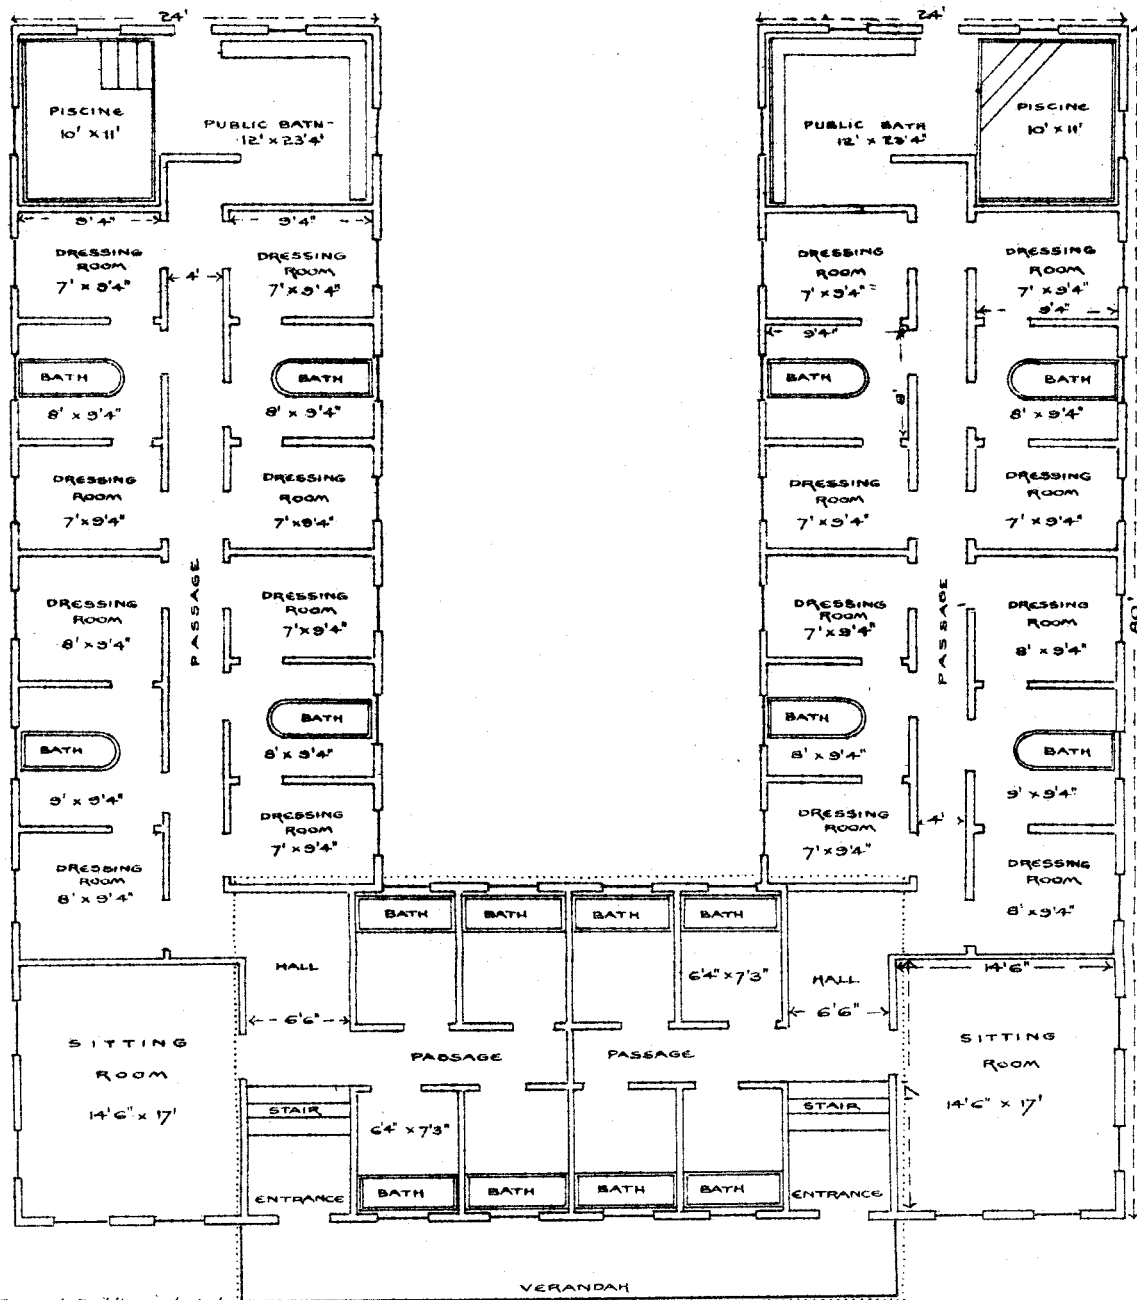 24'
24'
PISCINE
10' x 11'
PUBLIC BATH
12' x 23'4"
PUBLIC BATH
12' x 23'4"
PISCINE
10' x 11'
9'4"
9'4"
DRESSING
ROOM
7' x 9'4"
4'
DRESSING
ROOM
7' x 9'4"
DRESSING
ROOM
7' x 9'4"
DRESSING
ROOM
7' x 9'4"
9'4"
9'4"
BATH
8' x 9'4"
BATH
8' x 9'4"
BATH
8'
BATH
8' x 9'4"
DRESSING
ROOM
7' x 9'4"
DRESSING
ROOM
7' x 9'4"
DRESSING
ROOM
7' x 9'4"
DRESSING
ROOM
7' x 9'4"
PASSAGE
PASSAGE
80'
DRESSING
ROOM
8' x 9'4"
DRESSING
ROOM
7' x 9'4"
DRESSING
ROOM
7' x 9'4"
DRESSING
ROOM
8' x 9'4"
BATH
9' x 9'4"
BATH
8' x 9'4"
BATH
8' x 9'4"
BATH
9' x 9'4"
DRESSING
ROOM
8' x 9'4"
DRESSING
ROOM
7' x 9'4"
DRESSING
ROOM
7' x 9'4"
4'
DRESSING
ROOM
8' x 9'4"
BATH
BATH
BATH
BATH
HALL
6'6"
6'4" x 7'3"
HALL
6'6"
14'6"
SITTING
ROOM
14'6" x 17'
PASSAGE
PASSAGE
SITTING
ROOM
14'6" x 17'
17'
STAIR
6'4" x 7'3"
STAIR
ENTRANCE
BATH
BATH
BATH
BATH
ENTRANCE
VERANDAH